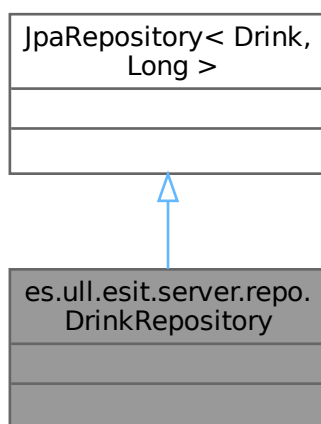 JpaRepository< Drink,
Long >
es.ull.esit.server.repo.
DrinkRepository